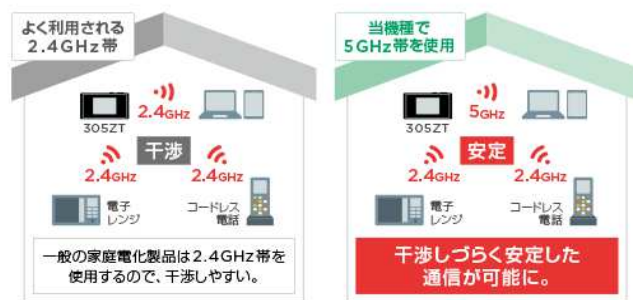 よく利用される
2.4GHz帯
2.4GHz
305ZT
干渉
2.4GHz
2.4GHz
電子
レンジ
コードレス
電話
一般の家庭電化製品は2.4GHz帯を
使用するので、干渉しやすい。
当機種で
5GHz帯を使用
5GHz
305ZT
安定
2.4GHz
2.4GHz
電子
レンジ
コードレス
電話
干渉しづらく安定した
通信が可能に。